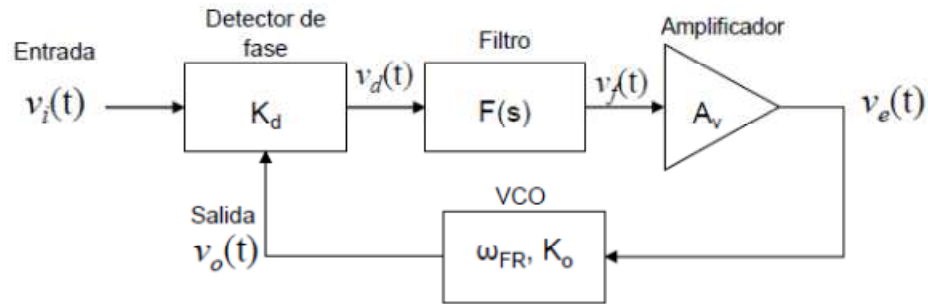 Detector de
fase
Filtro
Amplificador
Entrada
v_d(t)
v_f(t)
v_i(t)
K_d
F(s)
A_v
v_e(t)
VCO
Salida
v_o(t)
ω_FR, K_o